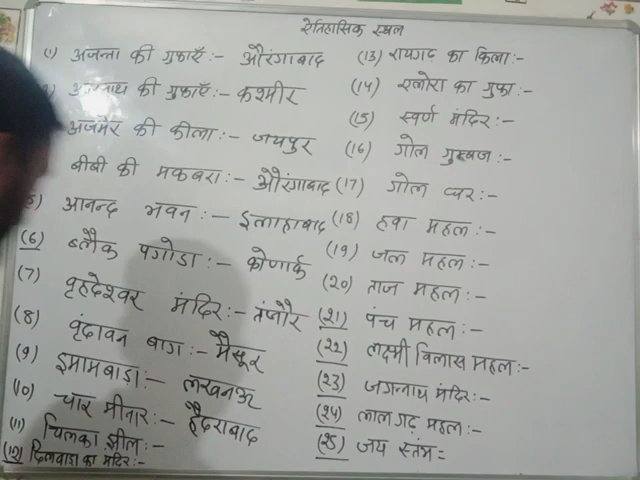 ऐतिहासिक स्थल
(1) अजन्ता की गुफाएँ:- औरंगाबाद
की गुफाएँ:- कश्मीर
अजमेर की कीला:- जयपुर
बीबी की मकबरा:- औरंगाबाद
5) आनन्द भवन:- इलाहाबाद
(6) ब्लैक पगोडा:- कोणार्क
(7) वृहदेश्वर मंदिर:- तंजौर
(8) वृंदावन बाग:- मैसूर
(9) इमामबाड़ा:- लखनऊ
(10) चार मीनार:- हैदराबाद
(11) चिलका झील:-
(12) दिलवाड़ा का मंदिर:-
(13) रायगढ़ का किला:-
(14) एलोरा का गुफा:-
(15) स्वर्ण मंदिर:-
(16) गोल गुम्बज:-
(17) गोल घर:-
(18) हवा महल:-
(19) जल महल:-
(20) ताज महल:-
(21) पंच महल:-
(22) लक्ष्मी विलास महल:-
(23) जगन्नाथ मंदिर:-
(24) लालगढ़ महल:-
(25) जय स्तंभ=